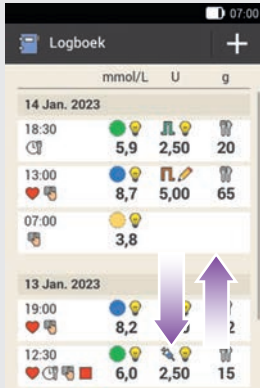 07:00
Logboek
mmol/L U g
14 Jan. 2023
18:30
5,9 2,50 20
13:00
8,7 5,00 65
07:00
3,8
13 Jan. 2023
19:00
8,2
12:30
6,0 2,50 15